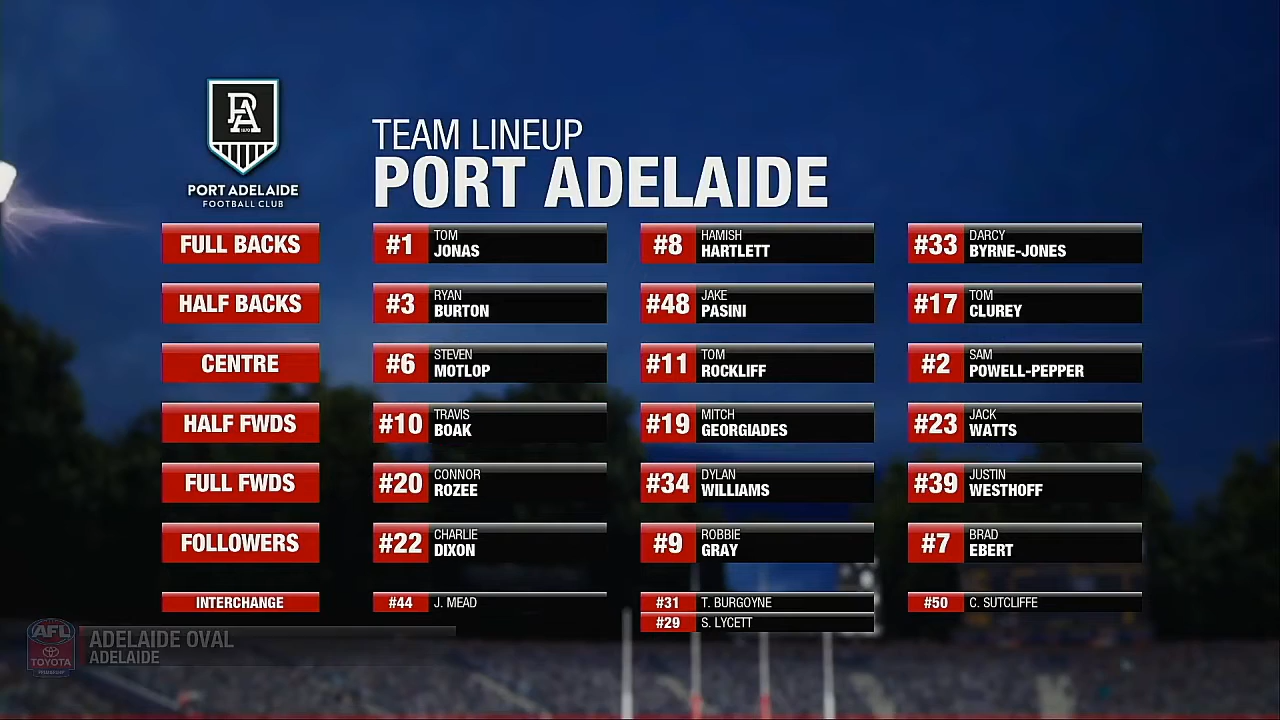 PA
1870
PORT ADELAIDE
FOOTBALL CLUB
TEAM LINEUP
PORT ADELAIDE
FULL BACKS
#1 TOM JONAS
#8 HAMISH HARTLETT
#33 DARCY BYRNE-JONES
HALF BACKS
#3 RYAN BURTON
#48 JAKE PASINI
#17 TOM CLUREY
CENTRE
#6 STEVEN MOTLOP
#11 TOM ROCKLIFF
#2 SAM POWELL-PEPPER
HALF FWDS
#10 TRAVIS BOAK
#19 MITCH GEORGIADES
#23 JACK WATTS
FULL FWDS
#20 CONNOR ROZEE
#34 DYLAN WILLIAMS
#39 JUSTIN WESTHOFF
FOLLOWERS
#22 CHARLIE DIXON
#9 ROBBIE GRAY
#7 BRAD EBERT
INTERCHANGE
#44 J. MEAD
#31 T. BURGOYNE
#50 C. SUTCLIFFE
#29 S. LYCETT
AFL
TOYOTA
ADELAIDE OVAL
ADELAIDE